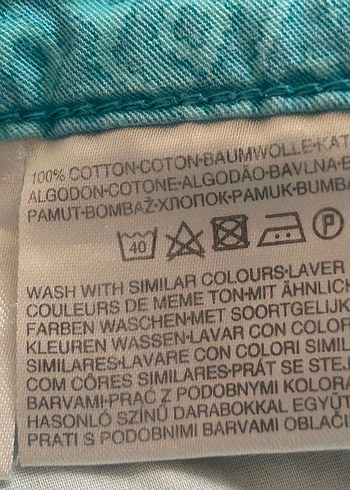 100% COTTON•COTON•BAUMWOLLE•KAT
ALGODON•COTONE•ALGODÃO•BAVLNA•B
PAMUT•BOMBAŽ•ХЛОПОК•PAMUK•BUMBA
40 P
WASH WITH SIMILAR COLOURS•LAVER
COULEURS DE MEME TON•MIT ÄHNLICH
FARBEN WASCHEN•MET SOORTGELIJK
KLEUREN WASSEN•LAVAR CON COLOR
SIMILARES•LAVARE CON COLORI SIMIL
COM CÔRES SIMILARES•PRÁT SE STEJ
BARVAMI•PRAĆ Z PODOBNYMI KOLORA
HASONLÓ SZÍNŰ DARABOKKAL EGYÜT
PRATI S PODOBNIMI BARVAMI OBLAČI